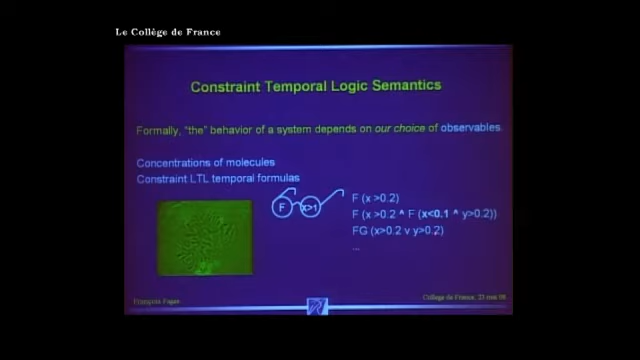 Le Collège de France
Constraint Temporal Logic Semantics
Formally, "the" behavior of a system depends on our choice of observables
Concentrations of molecules
Constraint LTL temporal formulas
F x>1
F (x >0.2)
F (x >0.2 ^ F (x<0.1 ^ y>0.2))
FG (x>0.2 v y>0.2)
...
François Fages
Collège de France, 23 mai 08